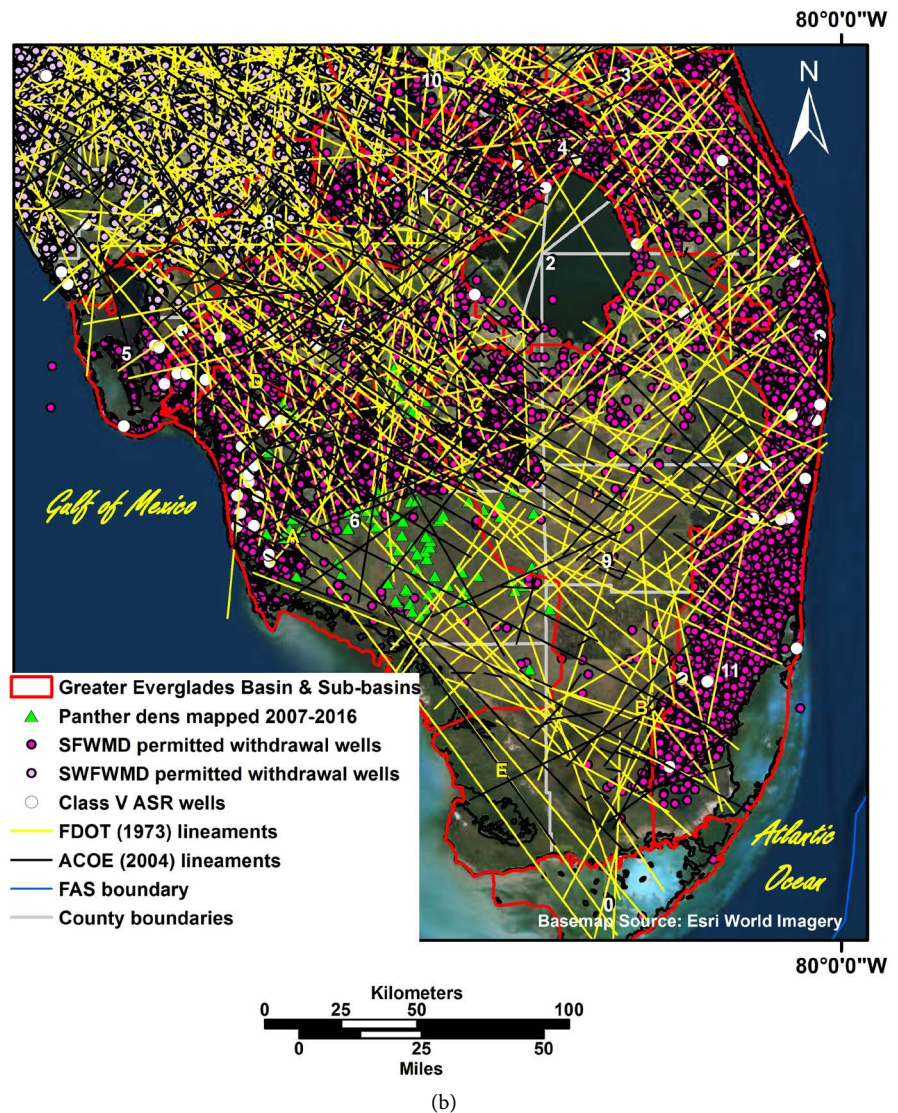 80°0'0"W
N
10
3
4
1
8
2
7
5
D
6
A
9
11
B
E
Gulf of Mexico
Greater Everglades Basin & Sub-basins
Panther dens mapped 2007-2016
SFWMD permitted withdrawal wells
SWFWMD permitted withdrawal wells
Class V ASR wells
FDOT (1973) lineaments
ACOE (2004) lineaments
FAS boundary
County boundaries
Atlantic
Ocean
0
Basemap Source: Esri World Imagery
80°0'0"W
Kilometers
0 25 50 100
0 25 50
Miles
(b)